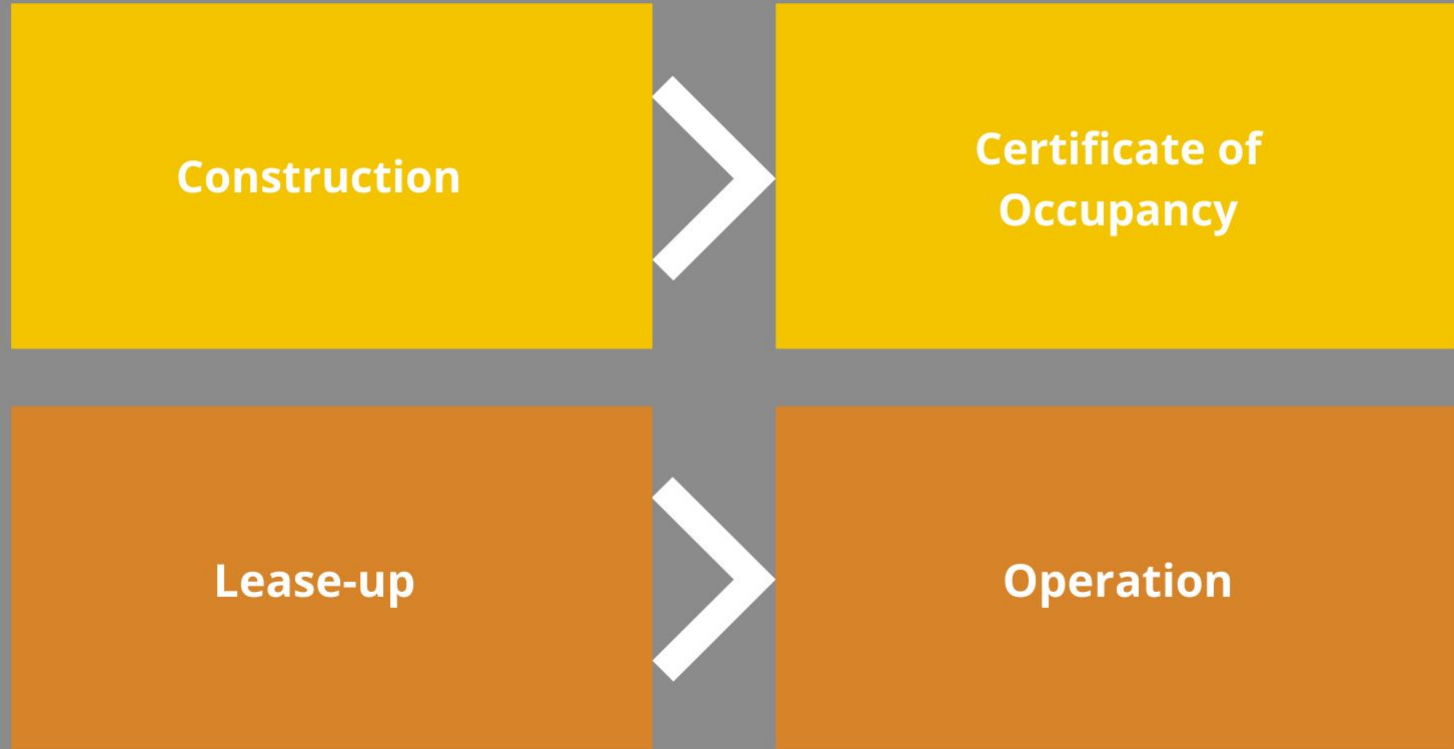 Construction
Certificate of
Occupancy
Lease-up
Operation